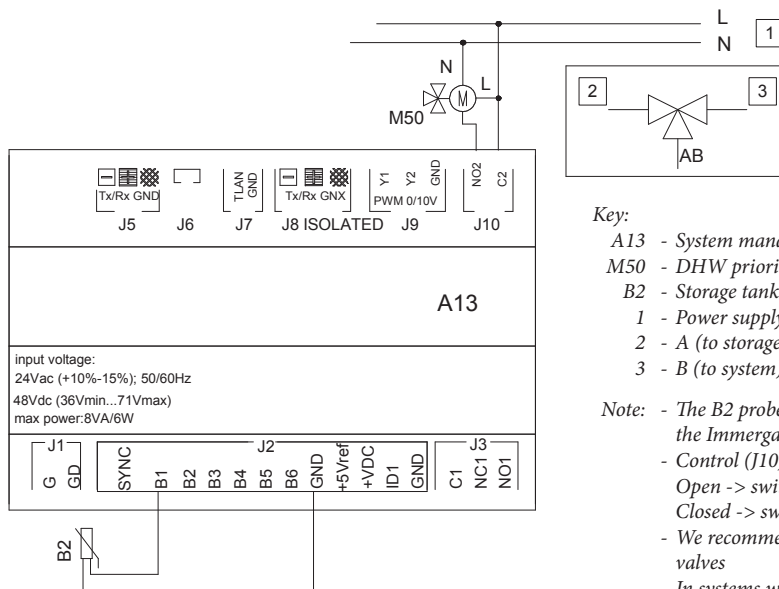 L
N
1
N
L
M
M50
2
3
AB
NO2
C2
Y1
Y2
GND
TLAN
GND
Tx/Rx GND
Tx/Rx GNX
PWM 0/10V
J5
J6
J7
J8 ISOLATED
J9
J10
A13
input voltage:
24Vac (+10%-15%); 50/60Hz
48Vdc (36Vmin...71Vmax)
max power:8VA/6W
J1
J2
J3
G
GD
SYNC
B1
B2
B3
B4
B5
B6
GND
+5Vref
+VDC
ID1
GND
C1
NC1
NO1
B2
Key:
A13 - System mana
M50 - DHW priori
B2 - Storage tank
1 - Power supply
2 - A (to storage
3 - B (to system)
Note: - The B2 probe
the Immerga
- Control (J10,
Open -> swi
Closed -> sw
- We recomme
valves
In systems w